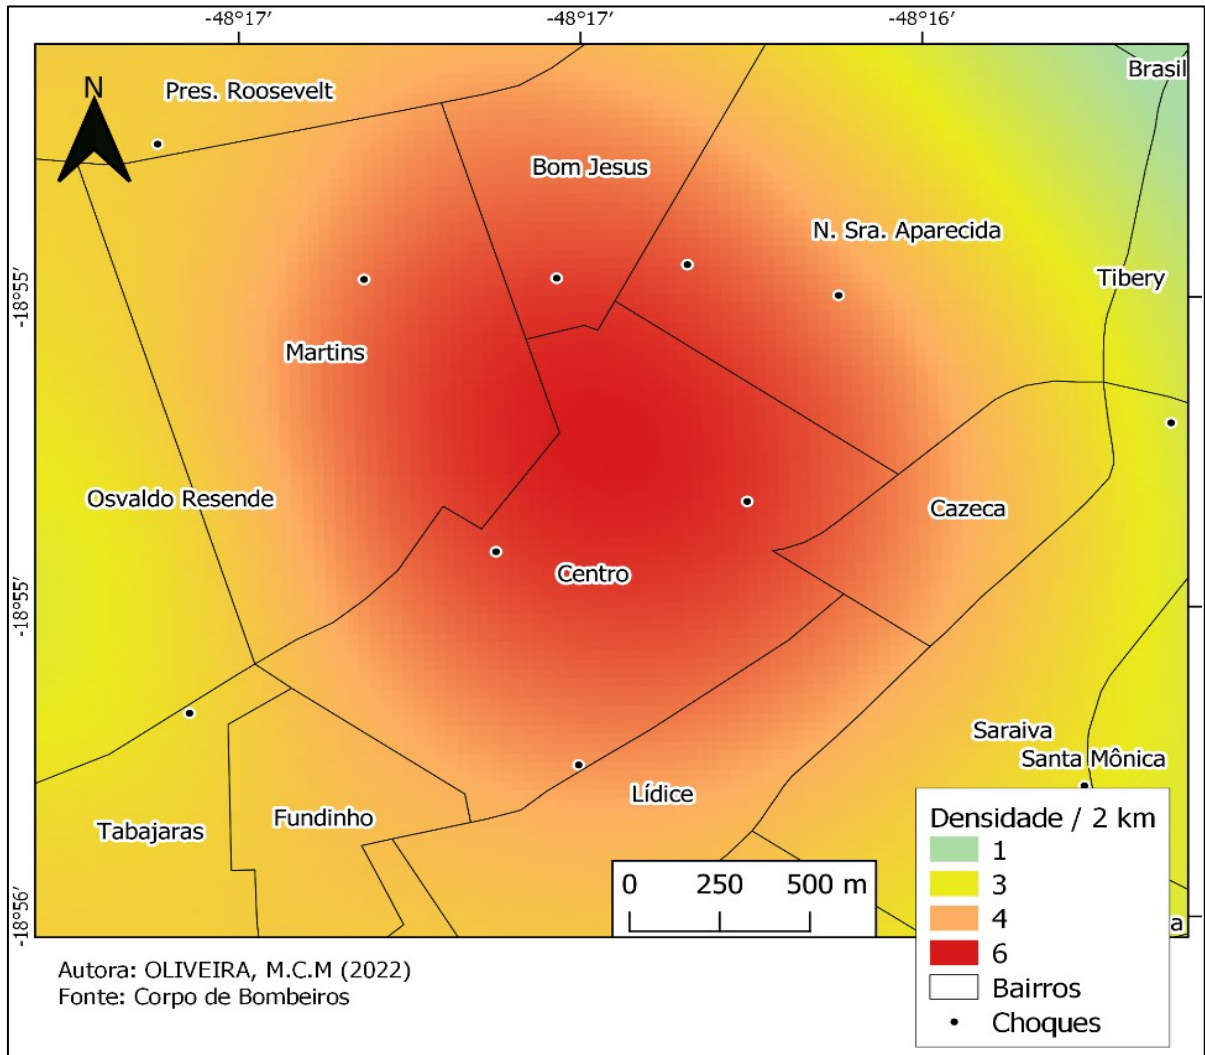 -48°17′ -48°17′ -48°16′
Brasil
N
Pres. Roosevelt
Bom Jesus
N. Sra. Aparecida
Tibery
-18°55′
Martins
Osvaldo Resende
Cazeca
Centro
-18°55′
Saraiva
Santa Mônica
Lídice
Fundinho
Tabajaras
-18°56′
0 250 500 m
Densidade / 2 km
1
3
4
6
Bairros
Choques
a
Autora: OLIVEIRA, M.C.M (2022)
Fonte: Corpo de Bombeiros